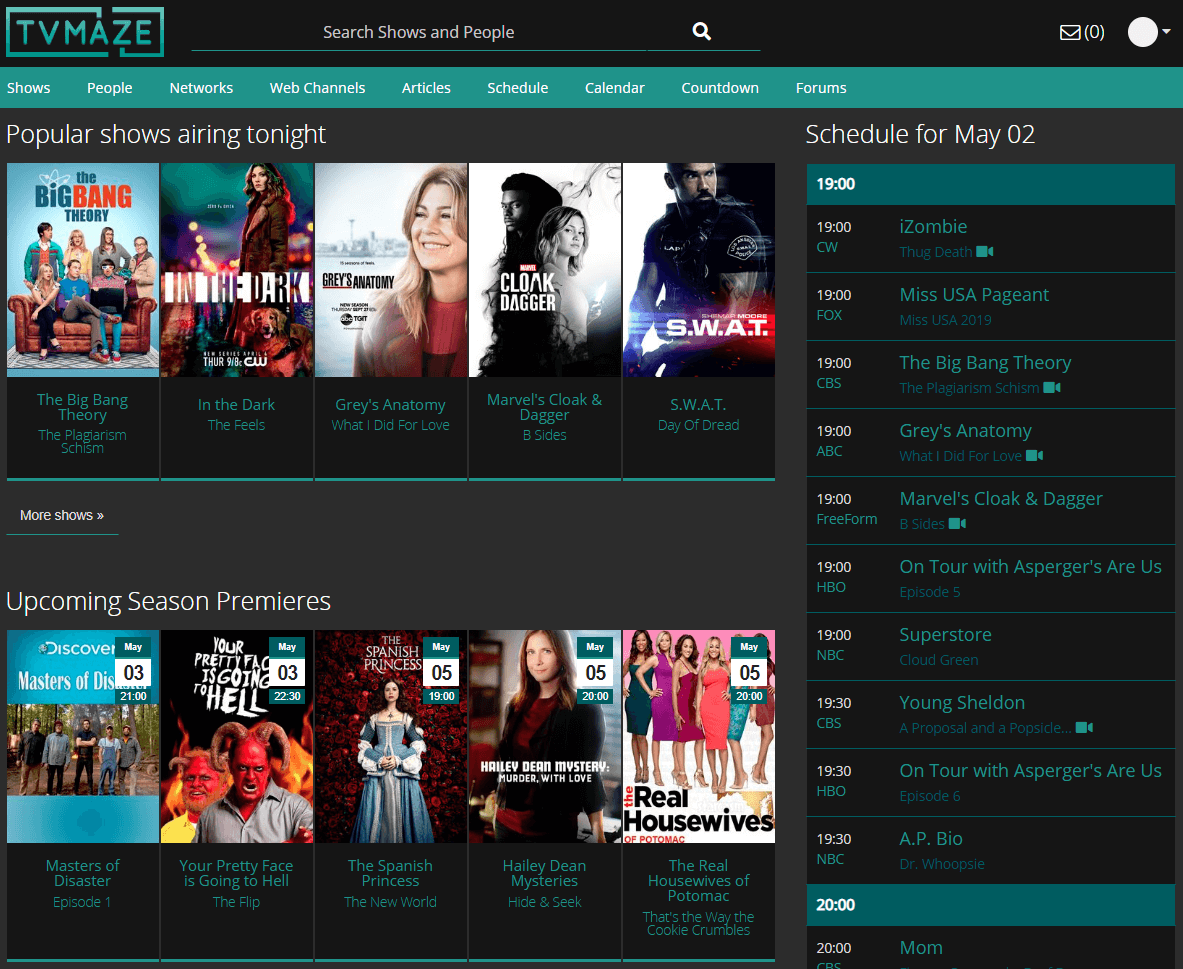 TVMAZE
Search Shows and People
(0)
Shows People Networks Web Channels Articles Schedule Calendar Countdown Forums
Popular shows airing tonight
the
BIGBANG
THEORY
IN THE DARK
NEW SERIES APRIL 4
THUR 9/8c CW
GREY'S ANATOMY
NEW SEASON
THURSDAY SEPT 27 8/7c
abc TGIT
MARVEL
CLOAK
DAGGER
LAPD
SHEMAR MOORE
S.W.A.T.
The Big Bang
Theory
The Plagiarism
Schism
In the Dark
The Feels
Grey's Anatomy
What I Did For Love
Marvel's Cloak &
Dagger
B Sides
S.W.A.T.
Day Of Dread
More shows »
Upcoming Season Premieres
Discover
Masters of Disaster
May
03
21:00
YOUR
PRETTY FAC
IS GOING
TO HELL
May
03
22:30
THE
SPANISH
PRINCESS
May
05
19:00
May
05
20:00
HAILEY DEAN MYSTERY:
MURDER, WITH LOVE
May
05
20:00
the
Real
Housewives
OF POTOMAC
Masters of
Disaster
Episode 1
Your Pretty Face
is Going to Hell
The Flip
The Spanish
Princess
The New World
Hailey Dean
Mysteries
Hide & Seek
The Real
Housewives of
Potomac
That's the Way the
Cookie Crumbles
Schedule for May 02
19:00
19:00 iZombie
CW Thug Death
19:00 Miss USA Pageant
FOX Miss USA 2019
19:00 The Big Bang Theory
CBS The Plagiarism Schism
19:00 Grey's Anatomy
ABC What I Did For Love
19:00 Marvel's Cloak & Dagger
FreeForm B Sides
19:00 On Tour with Asperger's Are Us
HBO Episode 5
19:00 Superstore
NBC Cloud Green
19:30 Young Sheldon
CBS A Proposal and a Popsicle...
19:30 On Tour with Asperger's Are Us
HBO Episode 6
19:30 A.P. Bio
NBC Dr. Whoopsie
20:00
20:00 Mom
CBS